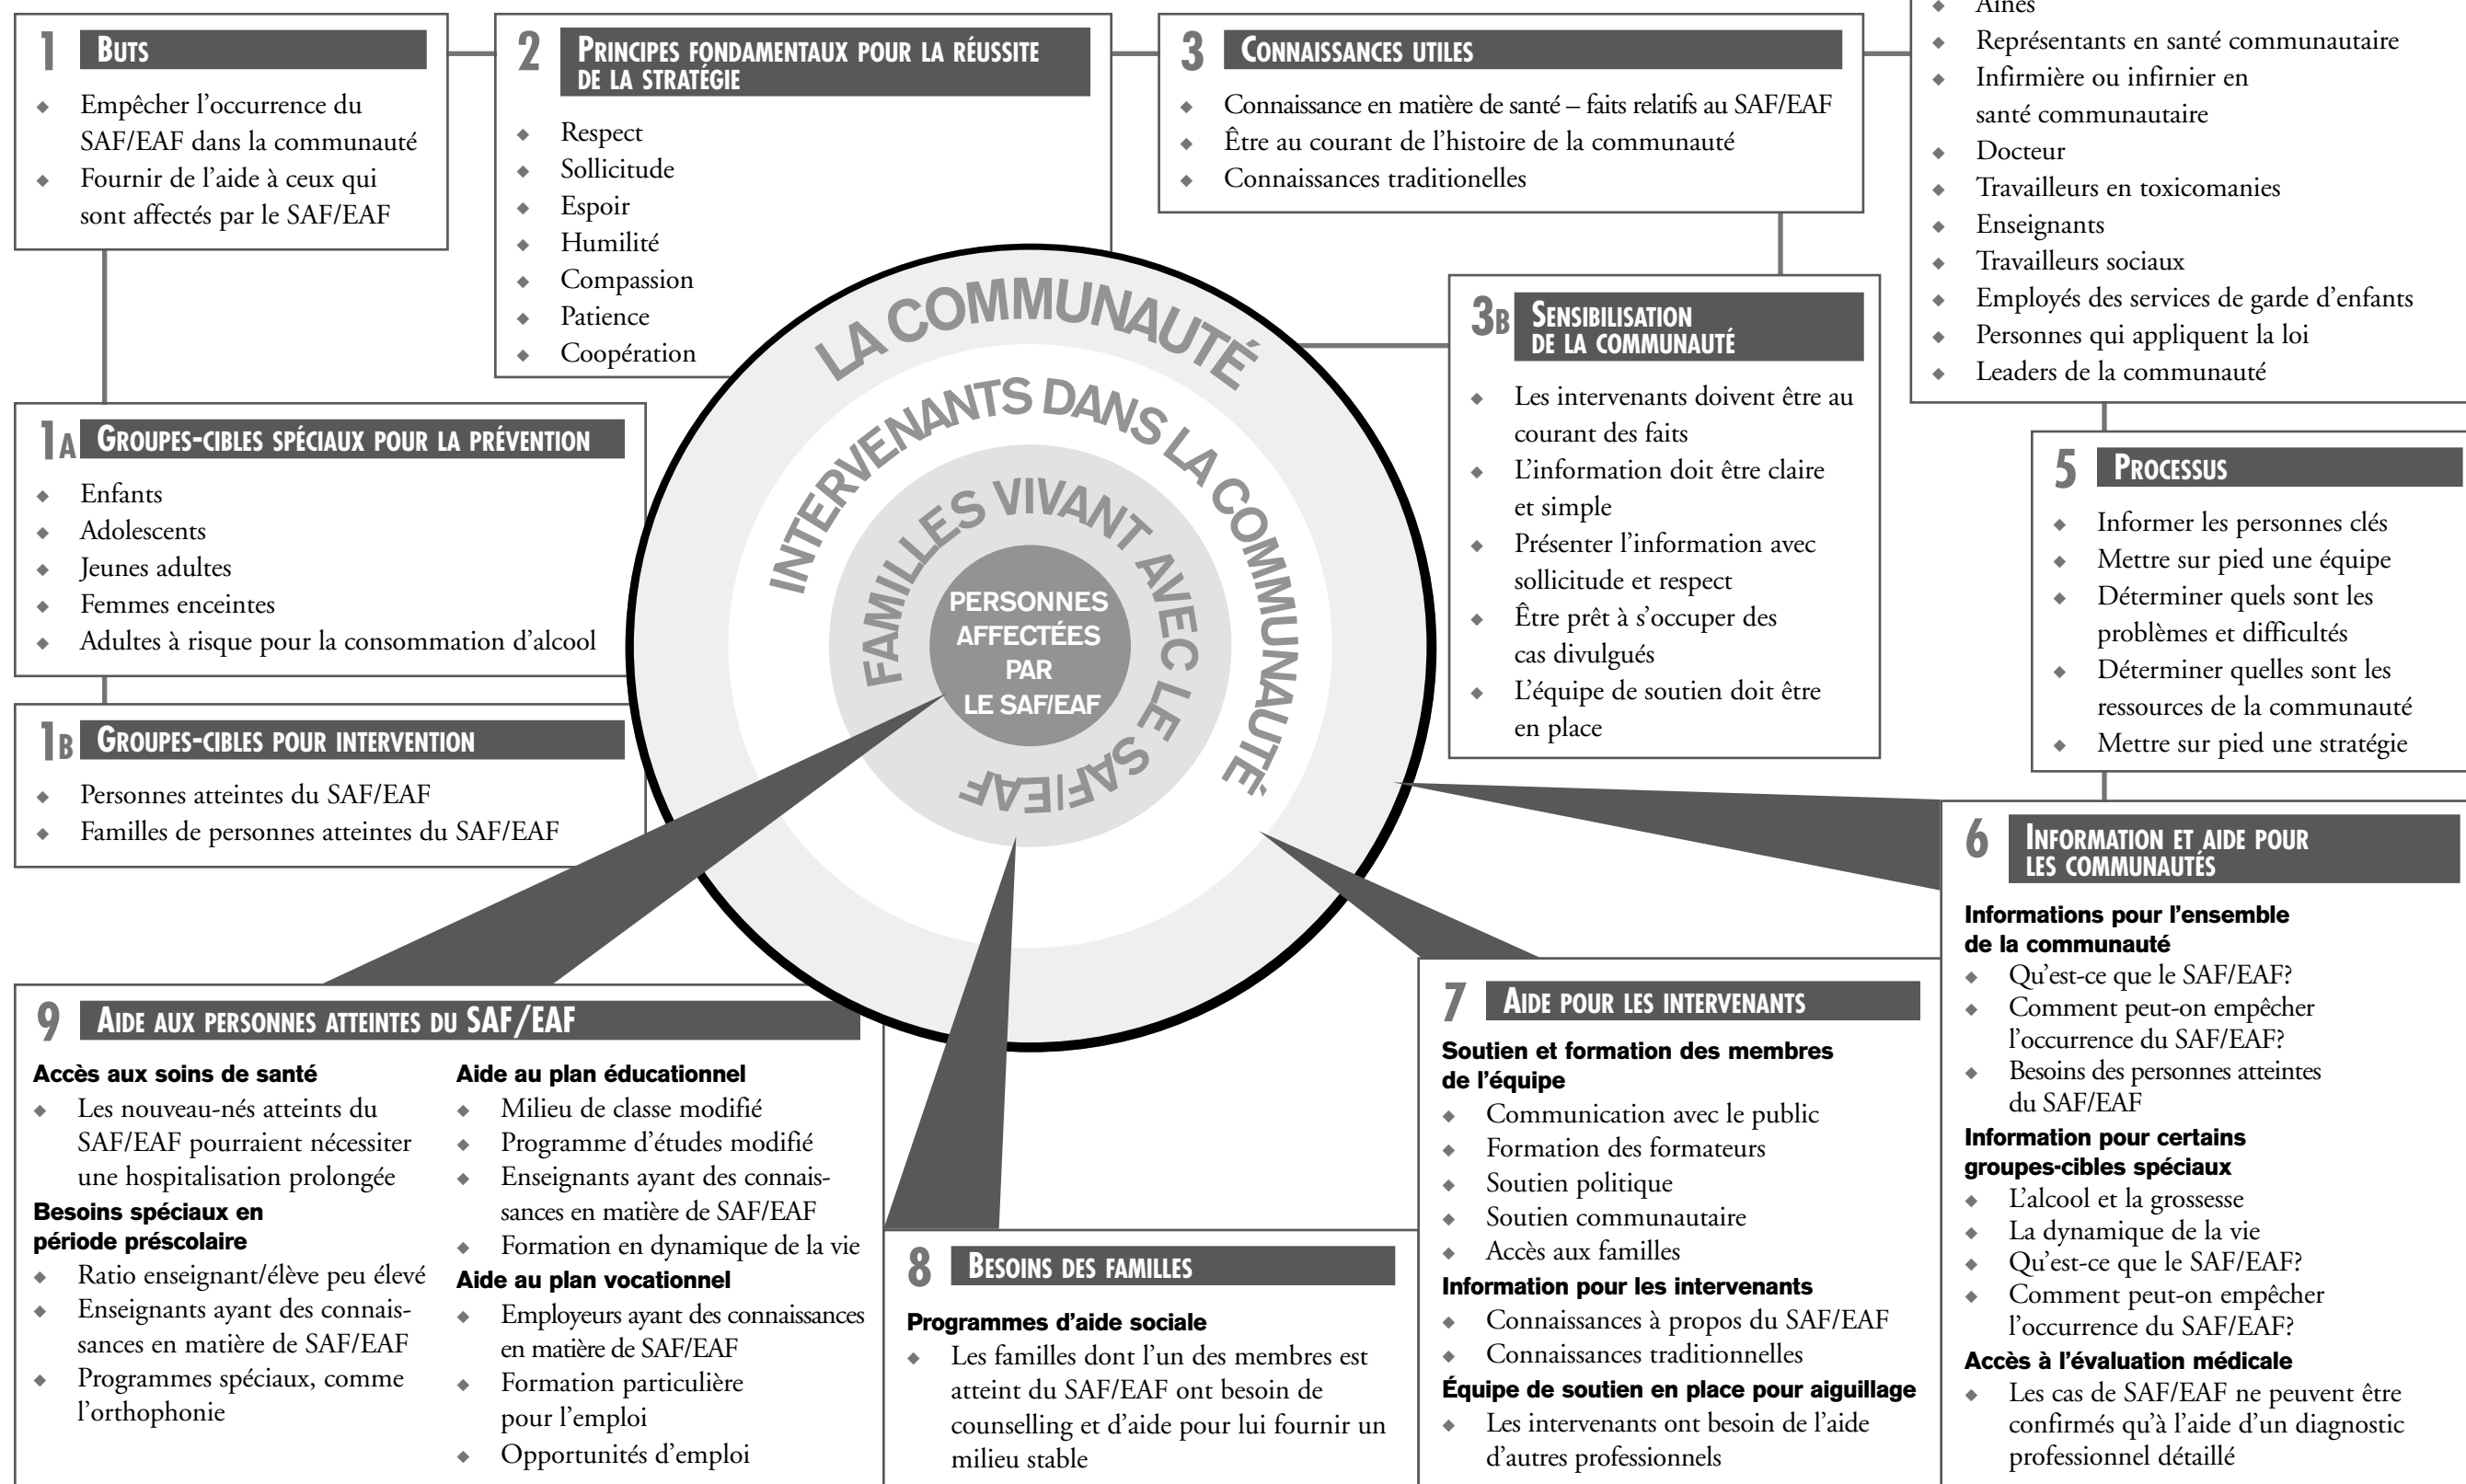 1 BUTS
Empêcher l'occurrence du
SAF/EAF dans la communauté
Fournir de l'aide à ceux qui
sont affectés par le SAF/EAF
2 PRINCIPES FONDAMENTAUX POUR LA RÉUSSITE
DE LA STRATÉGIE
Respect
Sollicitude
Espoir
Humilité
Compassion
Patience
Coopération
3 CONNAISSANCES UTILES
Connaissance en matière de santé – faits relatifs au SAF/EAF
Être au courant de l'histoire de la communauté
Connaissances traditionelles
Aînés
Représentants en santé communautaire
Infirmière ou infirnier en
santé communautaire
Docteur
Travailleurs en toxicomanies
Enseignants
Travailleurs sociaux
Employés des services de garde d'enfants
Personnes qui appliquent la loi
Leaders de la communauté
1A GROUPES-CIBLES SPÉCIAUX POUR LA PRÉVENTION
Enfants
Adolescents
Jeunes adultes
Femmes enceintes
Adultes à risque pour la consommation d'alcool
1B GROUPES-CIBLES POUR INTERVENTION
Personnes atteintes du SAF/EAF
Familles de personnes atteintes du SAF/EAF
LA COMMUNAUTÉ
INTERVENANTS DANS LA COMMUNAUTÉ
FAMILLES VIVANT AVEC LE SAF/EAF
PERSONNES
AFFECTÉES
PAR
LE SAF/EAF
3B SENSIBILISATION
DE LA COMMUNAUTÉ
Les intervenants doivent être au
courant des faits
L'information doit être claire
et simple
Présenter l'information avec
sollicitude et respect
Être prêt à s'occuper des
cas divulgués
L'équipe de soutien doit être
en place
5 PROCESSUS
Informer les personnes clés
Mettre sur pied une équipe
Déterminer quels sont les
problèmes et difficultés
Déterminer quelles sont les
ressources de la communauté
Mettre sur pied une stratégie
6 INFORMATION ET AIDE POUR
LES COMMUNAUTÉS
Informations pour l'ensemble
de la communauté
Qu'est-ce que le SAF/EAF?
Comment peut-on empêcher
l'occurrence du SAF/EAF?
Besoins des personnes atteintes
du SAF/EAF
Information pour certains
groupes-cibles spéciaux
L'alcool et la grossesse
La dynamique de la vie
Qu'est-ce que le SAF/EAF?
Comment peut-on empêcher
l'occurrence du SAF/EAF?
Accès à l'évaluation médicale
Les cas de SAF/EAF ne peuvent être
confirmés qu'à l'aide d'un diagnostic
professionnel détaillé
7 AIDE POUR LES INTERVENANTS
Soutien et formation des membres
de l'équipe
Communication avec le public
Formation des formateurs
Soutien politique
Soutien communautaire
Accès aux familles
Information pour les intervenants
Connaissances à propos du SAF/EAF
Connaissances traditionnelles
Équipe de soutien en place pour aiguillage
Les intervenants ont besoin de l'aide
d'autres professionnels
8 BESOINS DES FAMILLES
Programmes d'aide sociale
Les familles dont l'un des membres est
atteint du SAF/EAF ont besoin de
counselling et d'aide pour lui fournir un
milieu stable
9 AIDE AUX PERSONNES ATTEINTES DU SAF/EAF
Accès aux soins de santé
Les nouveau-nés atteints du
SAF/EAF pourraient nécessiter
une hospitalisation prolongée
Besoins spéciaux en
période préscolaire
Ratio enseignant/élève peu élevé
Enseignants ayant des connais-
sances en matière de SAF/EAF
Programmes spéciaux, comme
l'orthophonie
Aide au plan éducationnel
Milieu de classe modifié
Programme d'études modifié
Enseignants ayant des connais-
sances en matière de SAF/EAF
Formation en dynamique de la vie
Aide au plan vocationnel
Employeurs ayant des connaissances
en matière de SAF/EAF
Formation particulière
pour l'emploi
Opportunités d'emploi